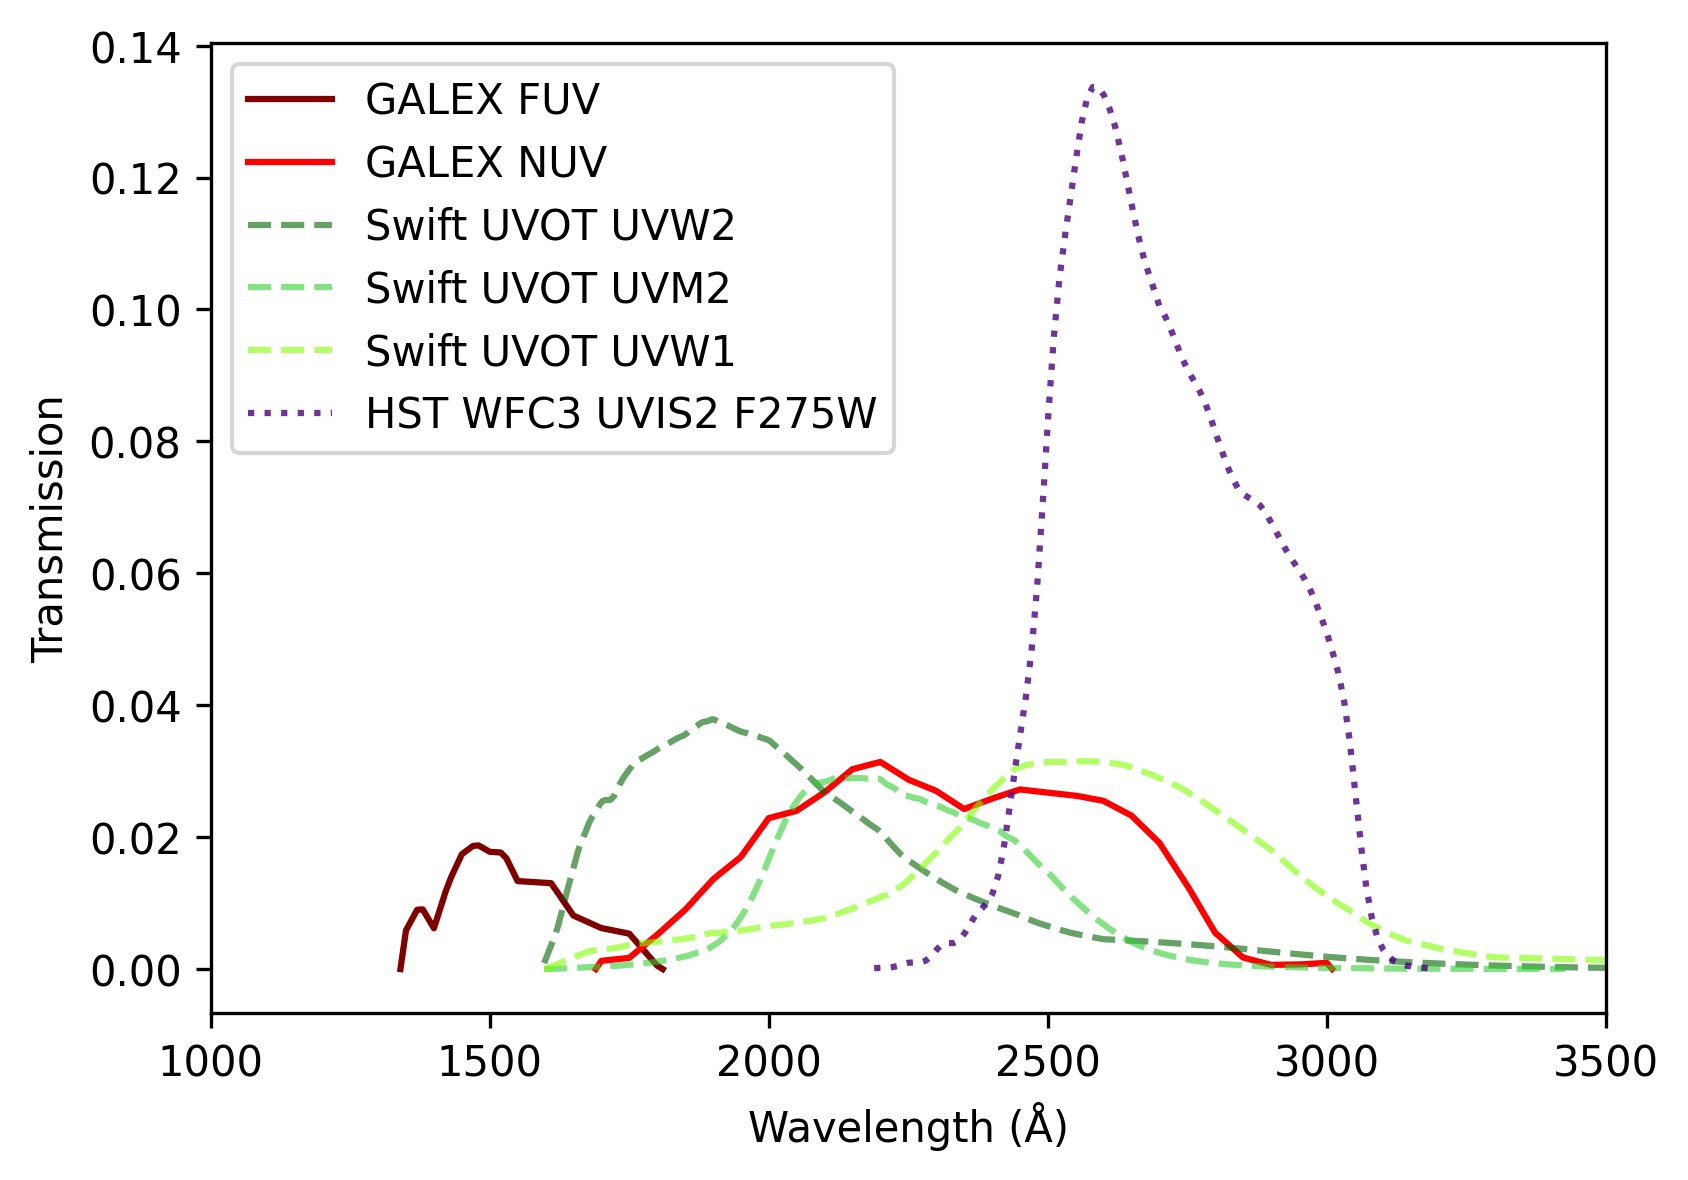 0.14
0.12
0.10
0.08
0.06
0.04
0.02
0.00
Transmission
GALEX FUV
GALEX NUV
Swift UVOT UVW2
Swift UVOT UVM2
Swift UVOT UVW1
HST WFC3 UVIS2 F275W
1000 1500 2000 2500 3000 3500
Wavelength (Å)